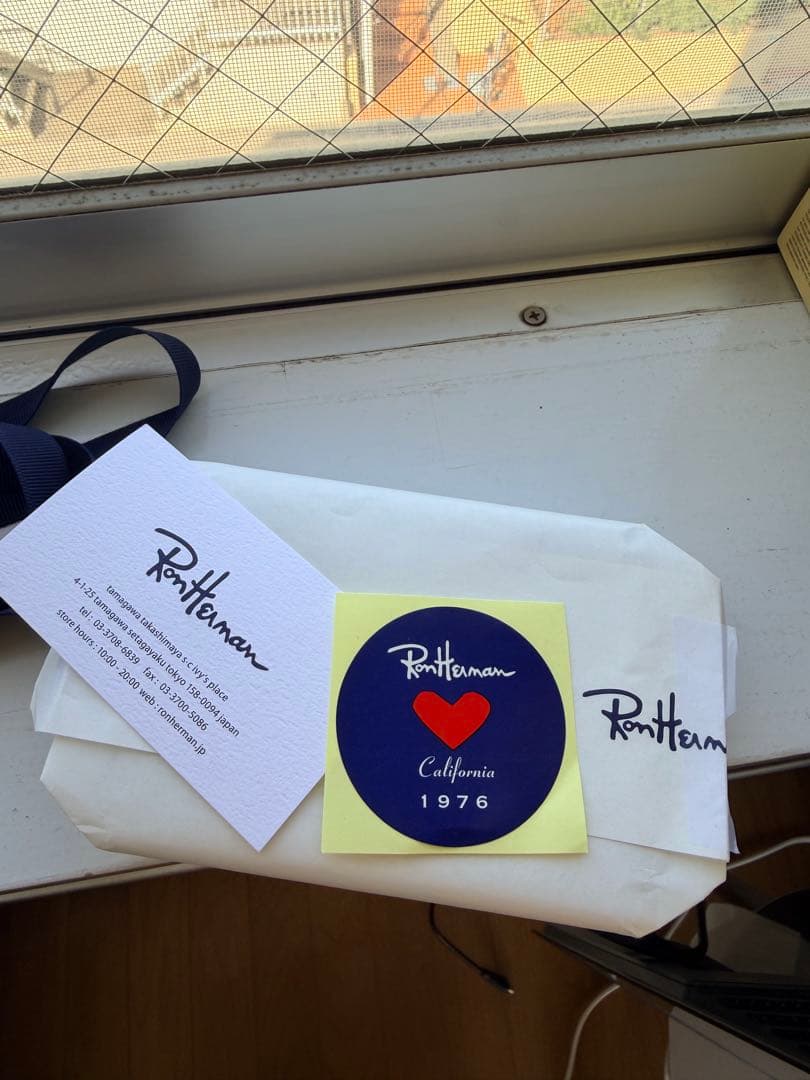 RonHerman
tamagawa takashimaya s c ivy's place
4-1-25 tamagawa setagayaku tokyo 158-0094 japan
tel : 03-3708-6839 fax : 03-3700-5086
store hours : 10:00 - 20:00 web : ronherman.jp
RonHerman
California
1976
RonHerm